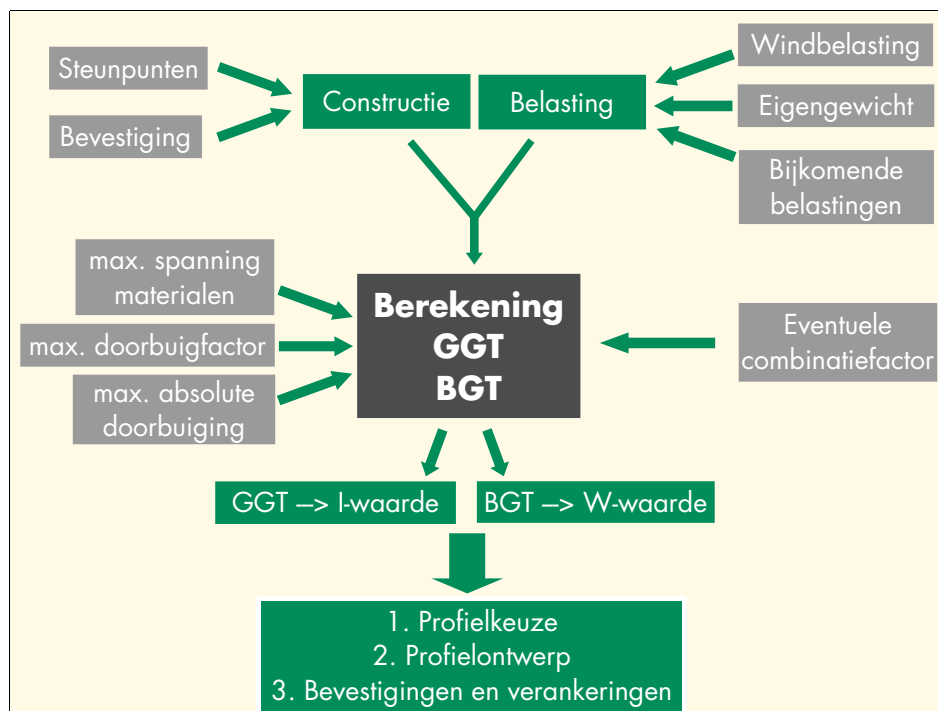 Steunpunten
Bevestiging
Constructie
Belasting
Windbelasting
Eigengewicht
Bijkomende
belastingen
max. spanning
materialen
max. doorbuigfactor
max. absolute
doorbuiging
Berekening
GGT
BGT
Eventuele
combinatiefactor
GGT —> I-waarde
BGT —> W-waarde
1. Profielkeuze
2. Profielontwerp
3. Bevestigingen en verankeringen